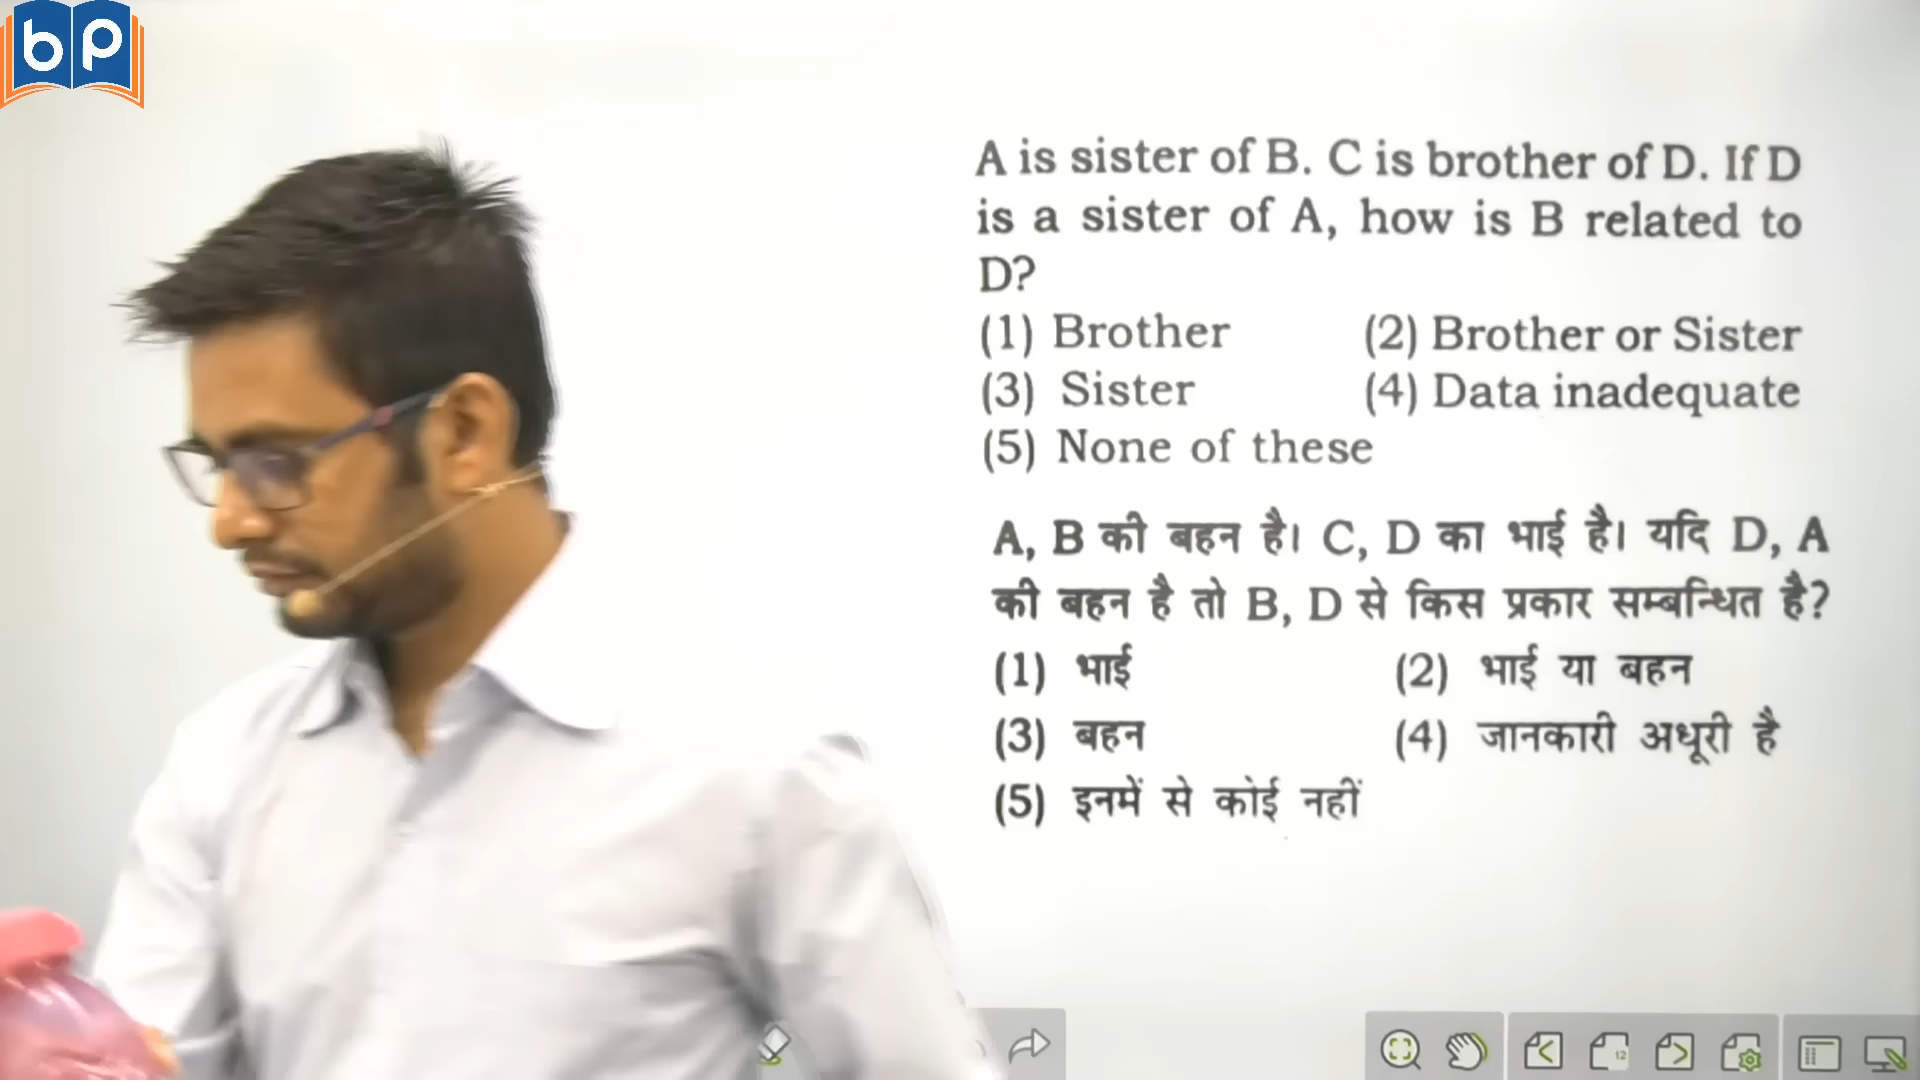 bp
A is sister of B. C is brother of D. If D
is a sister of A, how is B related to
D?
(1) Brother (2) Brother or Sister
(3) Sister (4) Data inadequate
(5) None of these
A, B की बहन है। C, D का भाई है। यदि D, A
की बहन है तो B, D से किस प्रकार सम्बन्धित है?
(1) भाई (2) भाई या बहन
(3) बहन (4) जानकारी अधूरी है
(5) इनमें से कोई नहीं
12